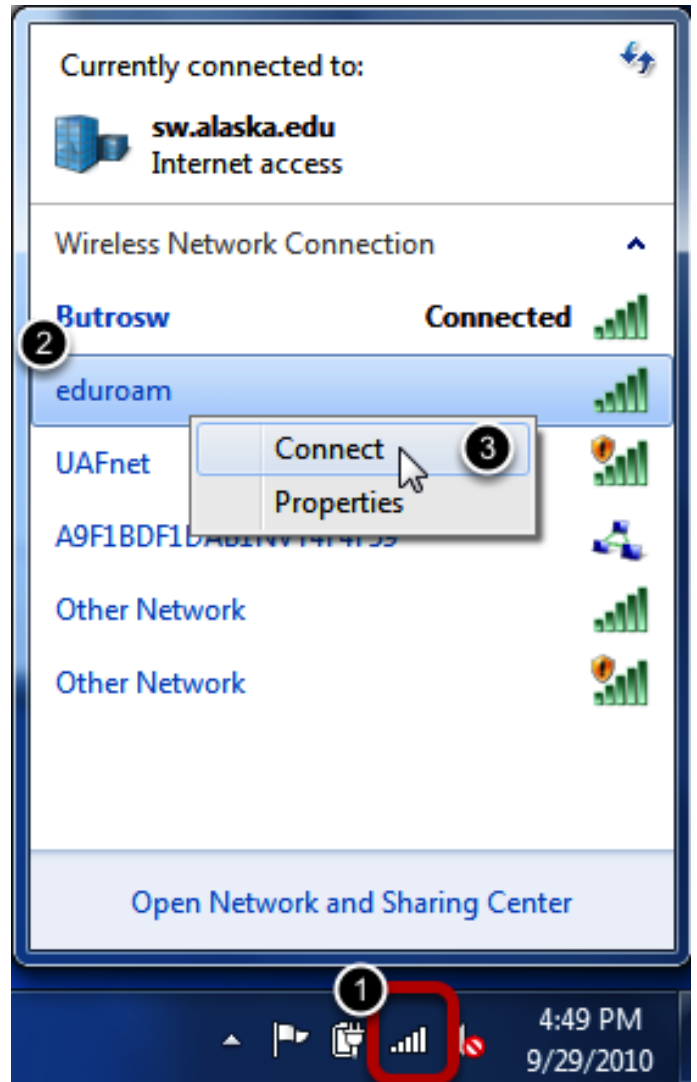 Currently connected to:
sw.alaska.edu
Internet access
Wireless Network Connection
Butrosw Connected
2
eduroam
Connect 3
UAFnet
Properties
Other Network
Other Network
Open Network and Sharing Center
1
4:49 PM
9/29/2010